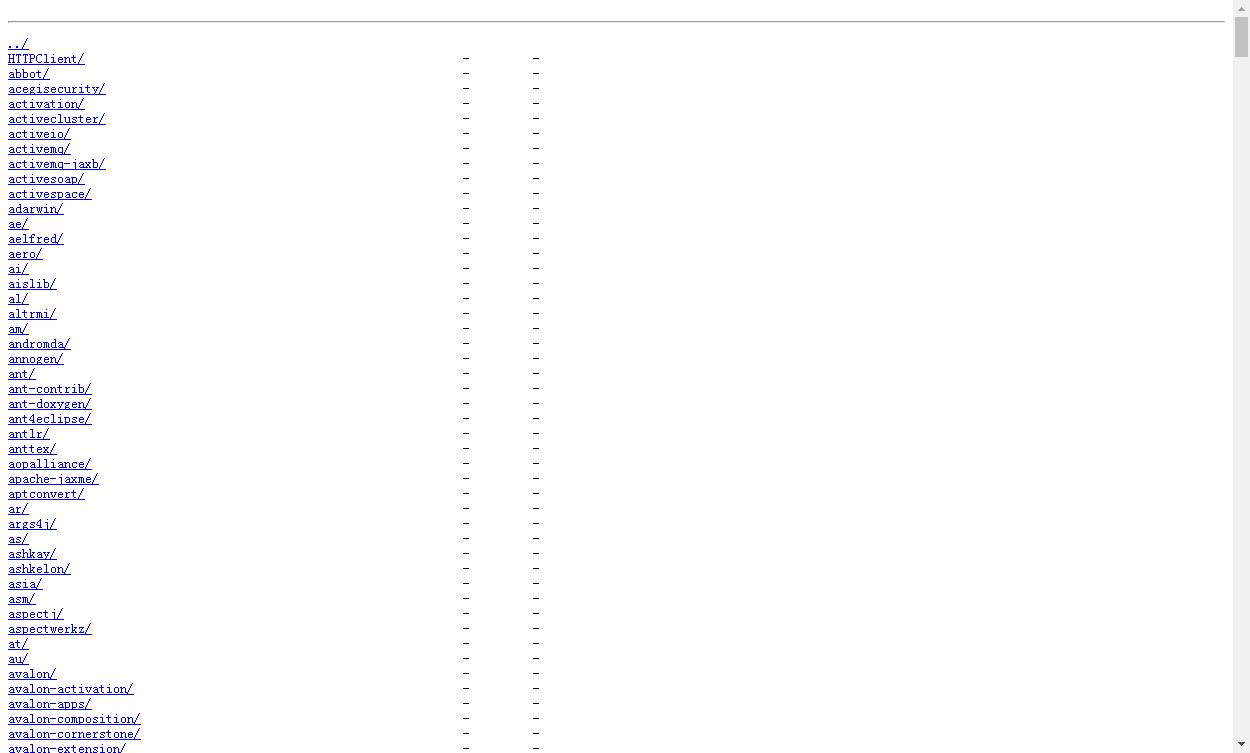 ../
HTTPClient/ - -
abbot/ - -
acegisecurity/ - -
activation/ - -
activecluster/ - -
activeio/ - -
activemq/ - -
activemq-jaxb/ - -
activesoap/ - -
activespace/ - -
adarwin/ - -
ae/ - -
aelfred/ - -
aero/ - -
ai/ - -
aislib/ - -
al/ - -
altrmi/ - -
am/ - -
andromda/ - -
annogen/ - -
ant/ - -
ant-contrib/ - -
ant-doxygen/ - -
ant4eclipse/ - -
antlr/ - -
anttex/ - -
aopalliance/ - -
apache-jaxme/ - -
aptconvert/ - -
ar/ - -
args4j/ - -
as/ - -
ashkay/ - -
ashkelon/ - -
asia/ - -
asm/ - -
aspectj/ - -
aspectwerkz/ - -
at/ - -
au/ - -
avalon/ - -
avalon-activation/ - -
avalon-apps/ - -
avalon-composition/ - -
avalon-cornerstone/ - -
avalon-extension/ - -